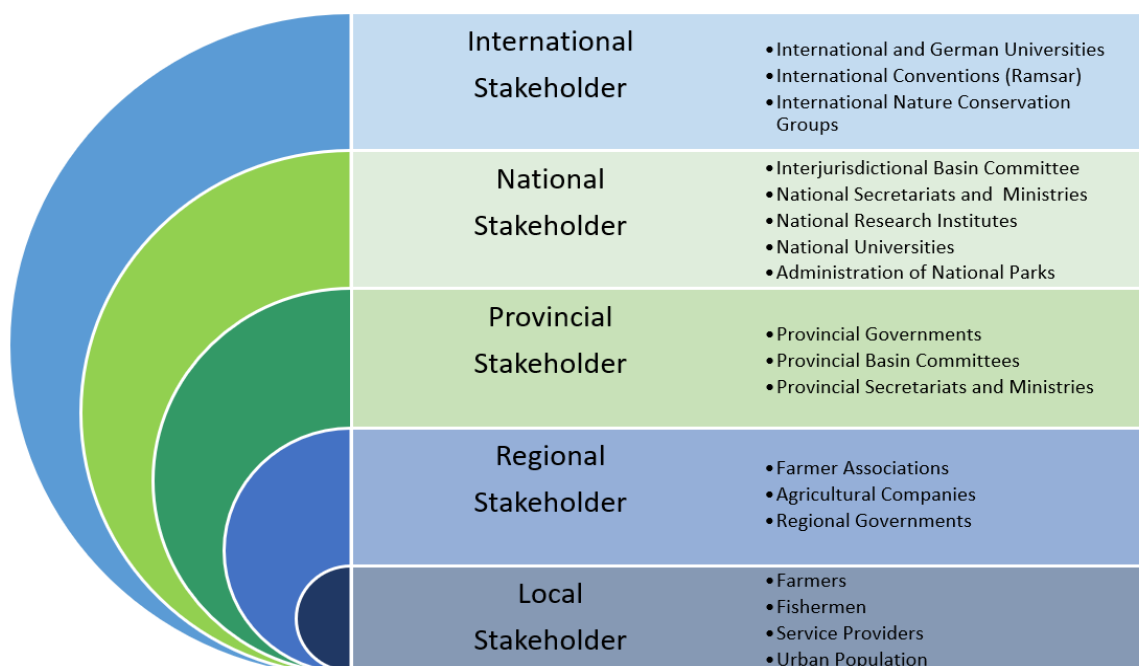 International
Stakeholder
•International and German Universities
•International Conventions (Ramsar)
•International Nature Conservation
Groups
National
Stakeholder
•Interjurisdictional Basin Committee
•National Secretariats and Ministries
•National Research Institutes
•National Universities
•Administration of National Parks
Provincial
Stakeholder
•Provincial Governments
•Provincial Basin Committees
•Provincial Secretariats and Ministries
Regional
Stakeholder
•Farmer Associations
•Agricultural Companies
•Regional Governments
Local
Stakeholder
•Farmers
•Fishermen
•Service Providers
•Urban Population